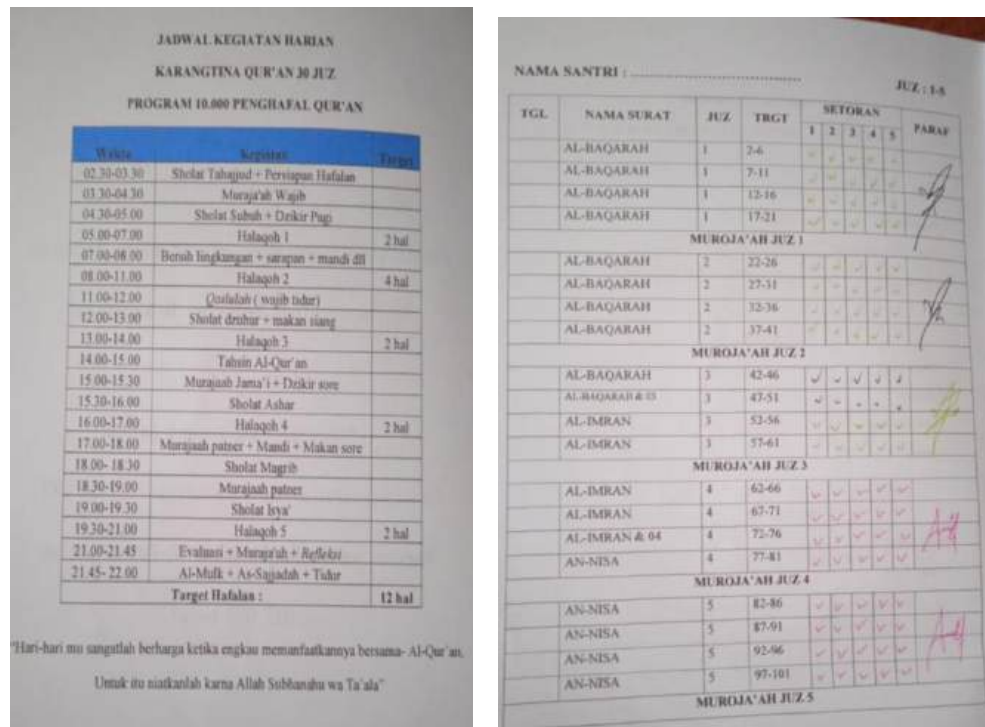 JADWAL KEGIATAN HARIAN
KARANGTINA QUR'AN 30 JUZ
PROGRAM 10.000 PENGHAFAL QUR'AN
Waktu Kegiatan Target
02.30-03.30 Sholat Tahajjud + Persiapan Hafalan
03.30-04.30 Muraja'ah Wajib
04.30-05.00 Sholat Subuh + Dzikir Pagi
05.00-07.00 Halaqoh 1 2 hal
07.00-08.00 Bersih lingkungan + sarapan + mandi dll
08.00-11.00 Halaqoh 2 4 hal
11.00-12.00 Qailulah ( wajib tidur)
12.00-13.00 Sholat dzuhur + makan siang
13.00-14.00 Halaqoh 3 2 hal
14.00-15.00 Tahsin Al-Qur'an
15.00-15.30 Murajaah Jama'i + Dzikir sore
15.30-16.00 Sholat Ashar
16.00-17.00 Halaqoh 4 2 hal
17.00-18.00 Murajaah patner + Mandi + Makan sore
18.00- 18.30 Sholat Magrib
18.30-19.00 Murajaah patner
19.00-19.30 Sholat Isya'
19.30-21.00 Halaqoh 5 2 hal
21.00-21.45 Evaluasi + Muraja'ah + Refleksi
21.45- 22.00 Al-Mulk + As-Sajjadah + Tidur
Target Hafalan : 12 hal
"Hari-hari mu sangatlah berharga ketika engkau memanfaatkannya bersama- Al-Qur'an,
Untuk itu niatkanlah karna Allah Subhanahu wa Ta'ala"
NAMA SANTRI : ..........................................
JUZ : 1-5
TGL NAMA SURAT JUZ TRGT SETORAN PARAF
1 2 3 4 5
AL-BAQARAH 1 2-6
AL-BAQARAH 1 7-11
AL-BAQARAH 1 12-16
AL-BAQARAH 1 17-21
MUROJA'AH JUZ 1
AL-BAQARAH 2 22-26
AL-BAQARAH 2 27-31
AL-BAQARAH 2 32-36
AL-BAQARAH 2 37-41
MUROJA'AH JUZ 2
AL-BAQARAH 3 42-46
AL-BAQARAH & 03 3 47-51
AL-IMRAN 3 52-56
AL-IMRAN 3 57-61
MUROJA'AH JUZ 3
AL-IMRAN 4 62-66
AL-IMRAN 4 67-71
AL-IMRAN & 04 4 72-76
AN-NISA 4 77-81
MUROJA'AH JUZ 4
AN-NISA 5 82-86
AN-NISA 5 87-91
AN-NISA 5 92-96
AN-NISA 5 97-101
MUROJA'AH JUZ 5